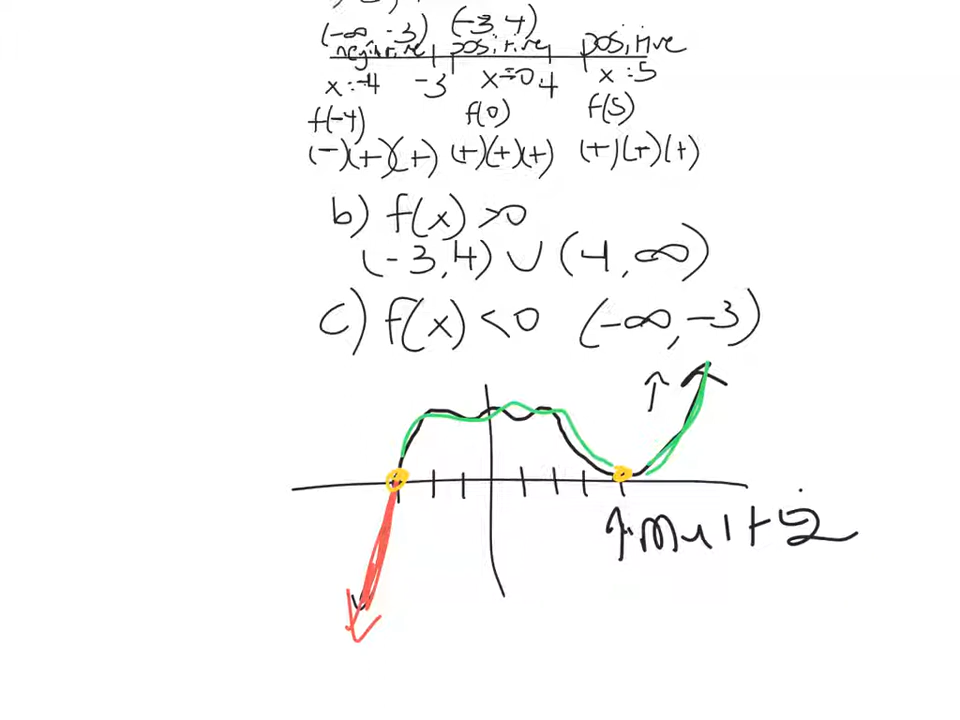 (-∞, -3) (-3, 4)
negative positive positive
x=-4 -3 x=0 4 x=5
f(-4) f(0) f(5)
(-)(+)(+) (+)(+)(+) (+)(+)(+)
b) f(x) >0
(-3,4) ∪ (4,∞)
c) f(x) <0 (-∞,-3)
mult 2